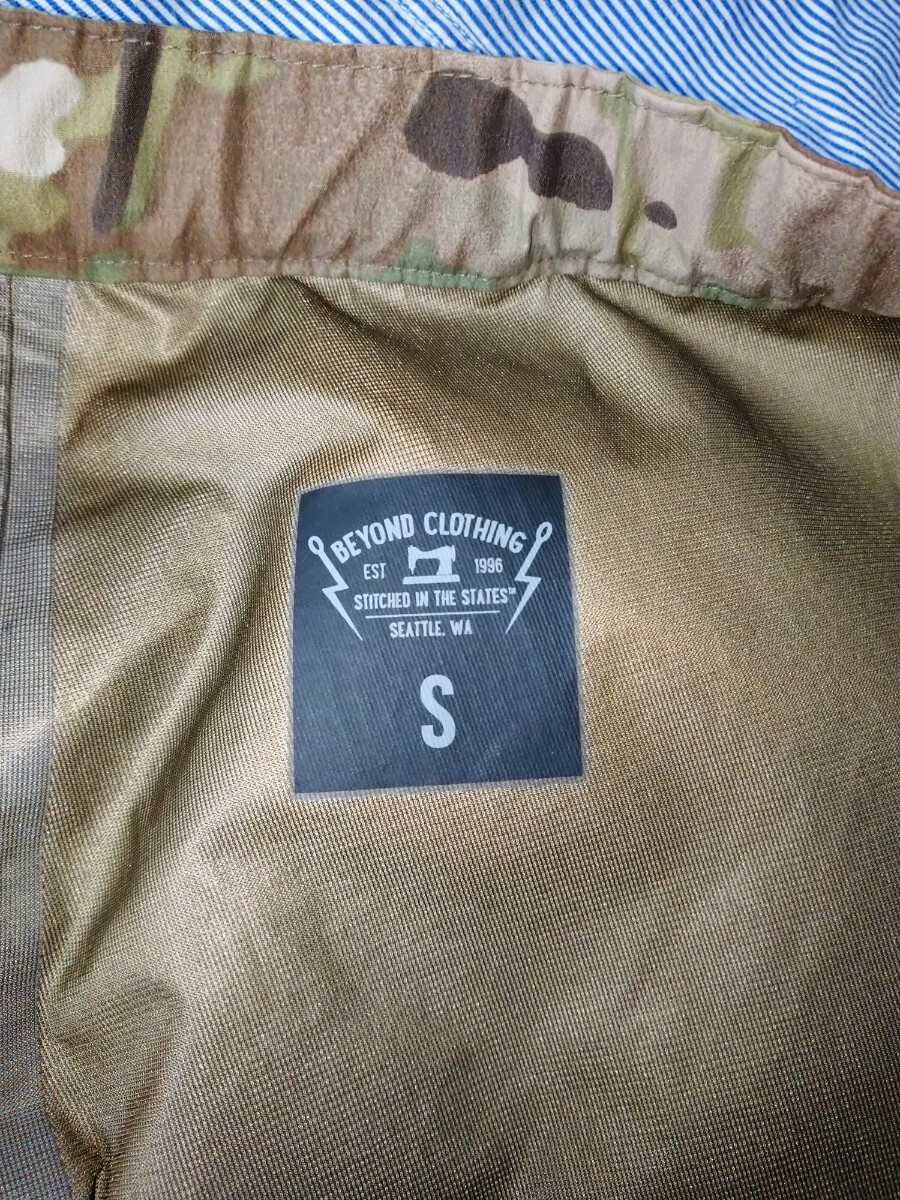 BEYOND CLOTHING
EST 1996
STITCHED IN THE STATES™
SEATTLE, WA
S